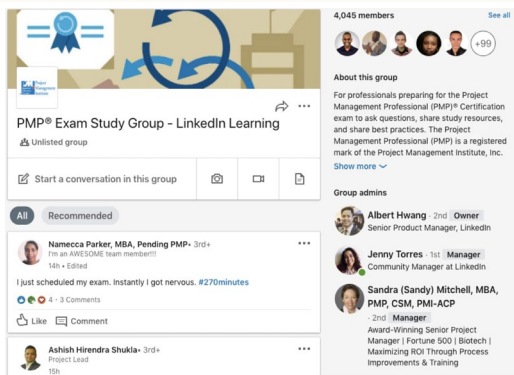 Project
Management
Institute
PMP® Exam Study Group - LinkedIn Learning
Unlisted group
Start a conversation in this group
All
Recommended
Namecca Parker, MBA, Pending PMP • 3rd+
I'm an AWESOME team member!!!
14h • Edited
I just scheduled my exam. Instantly I got nervous. #270minutes
4 · 3 Comments
Like
Comment
Ashish Hirendra Shukla • 3rd+
Project Lead
15h
4,045 members
See all
+99
About this group
For professionals preparing for the Project
Management Professional (PMP)® Certification
exam to ask questions, share study resources,
and share best practices. The Project
Management Professional (PMP) is a registered
mark of the Project Management Institute, Inc.
Show more
Group admins
Albert Hwang · 2nd Owner
Senior Product Manager, LinkedIn
Jenny Torres · 1st Manager
Community Manager at LinkedIn
Sandra (Sandy) Mitchell, MBA,
PMP, CSM, PMI-ACP
· 2nd Manager
Award-Winning Senior Project
Manager | Fortune 500 | Biotech |
Maximizing ROI Through Process
Improvements & Training